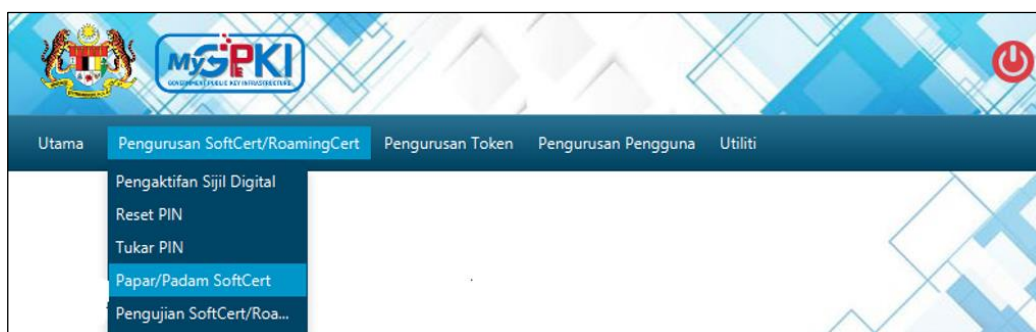 MyGPKI
GOVERNMENT PUBLIC KEY INFRASTRUCTURE
Utama Pengurusan SoftCert/RoamingCert Pengurusan Token Pengurusan Pengguna Utiliti
Pengaktifan Sijil Digital
Reset PIN
Tukar PIN
Papar/Padam SoftCert
Pengujian SoftCert/Roa...